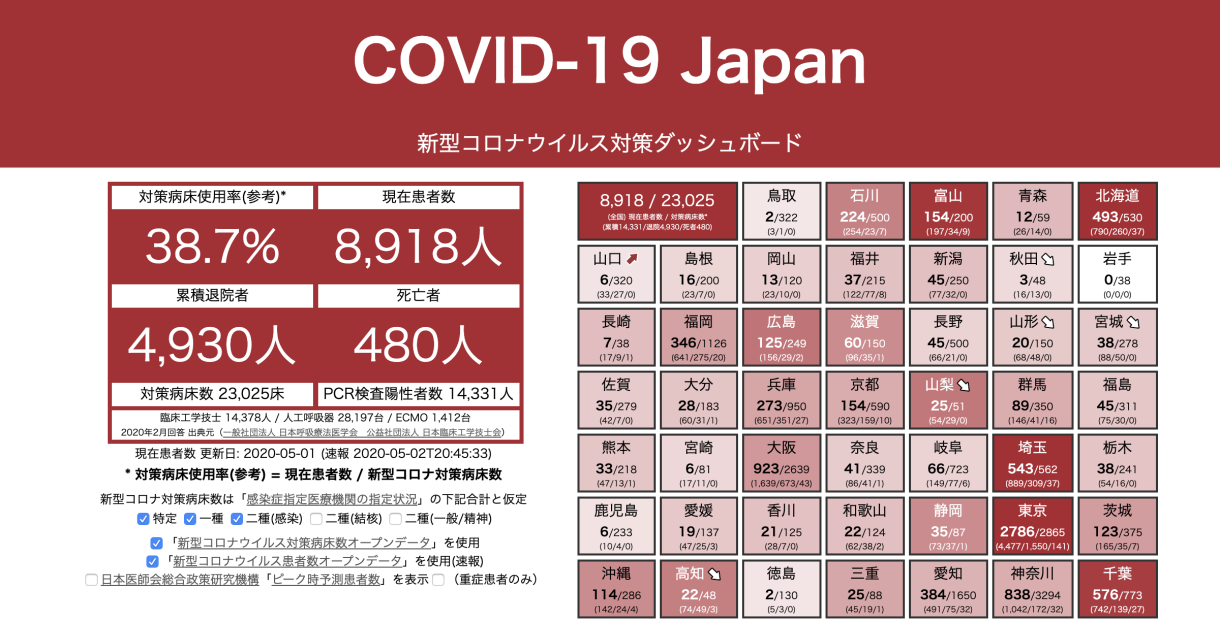 COVID-19 Japan
新型コロナウイルス対策ダッシュボード
対策病床使用率(参考)*
現在患者数
38.7%
8,918人
累積退院者
死亡者
4,930人
480人
対策病床数 23,025床
PCR検査陽性者数 14,331人
臨床工学技士 14,378人 / 人工呼吸器 28,197台 / ECMO 1,412台
2020年2月回答 出典元（一般社団法人 日本呼吸療法医学会　公益社団法人 日本臨床工学技士会）
現在患者数 更新日: 2020-05-01 (速報 2020-05-02T20:45:33)
* 対策病床使用率(参考) = 現在患者数 / 新型コロナ対策病床数
新型コロナ対策病床数は「感染症指定医療機関の指定状況」の下記合計と仮定
特定 一種 二種(感染) 二種(結核) 二種(一般/精神)
「新型コロナウイルス対策病床数オープンデータ」を使用
「新型コロナウイルス患者数オープンデータ」を使用(速報)
日本医師会総合政策研究機構「ピーク時予測患者数」を表示 （重症患者のみ）
8,918 / 23,025
(全国) 現在患者数 / 対策病床数*
(累積14,331/退院4,930/死者480)
鳥取
2/322
(3/1/0)
石川
224/500
(254/23/7)
富山
154/200
(197/34/9)
青森
12/59
(26/14/0)
北海道
493/530
(790/260/37)
山口
6/320
(33/27/0)
島根
16/200
(23/7/0)
岡山
13/120
(23/10/0)
福井
37/215
(122/77/8)
新潟
45/250
(77/32/0)
秋田
3/48
(16/13/0)
岩手
0/38
(0/0/0)
長崎
7/38
(17/9/1)
福岡
346/1126
(641/275/20)
広島
125/249
(156/29/2)
滋賀
60/150
(96/35/1)
長野
45/500
(66/21/0)
山形
20/150
(68/48/0)
宮城
38/278
(88/50/0)
佐賀
35/279
(42/7/0)
大分
28/183
(60/31/1)
兵庫
273/950
(651/351/27)
京都
154/590
(323/159/10)
山梨
25/51
(54/29/0)
群馬
89/350
(146/41/16)
福島
45/311
(75/30/0)
熊本
33/218
(47/13/1)
宮崎
6/81
(17/11/0)
大阪
923/2639
(1,639/673/43)
奈良
41/339
(86/41/1)
岐阜
66/723
(149/77/6)
埼玉
543/562
(889/309/37)
栃木
38/241
(54/16/0)
鹿児島
6/233
(10/4/0)
愛媛
19/137
(47/25/3)
香川
21/125
(28/7/0)
和歌山
22/124
(62/38/2)
静岡
35/87
(73/37/1)
東京
2786/2865
(4,477/1,550/141)
茨城
123/375
(165/35/7)
沖縄
114/286
(142/24/4)
高知
22/48
(74/49/3)
徳島
2/130
(5/3/0)
三重
25/88
(45/19/1)
愛知
384/1650
(491/75/32)
神奈川
838/3294
(1,042/172/32)
千葉
576/773
(742/139/27)